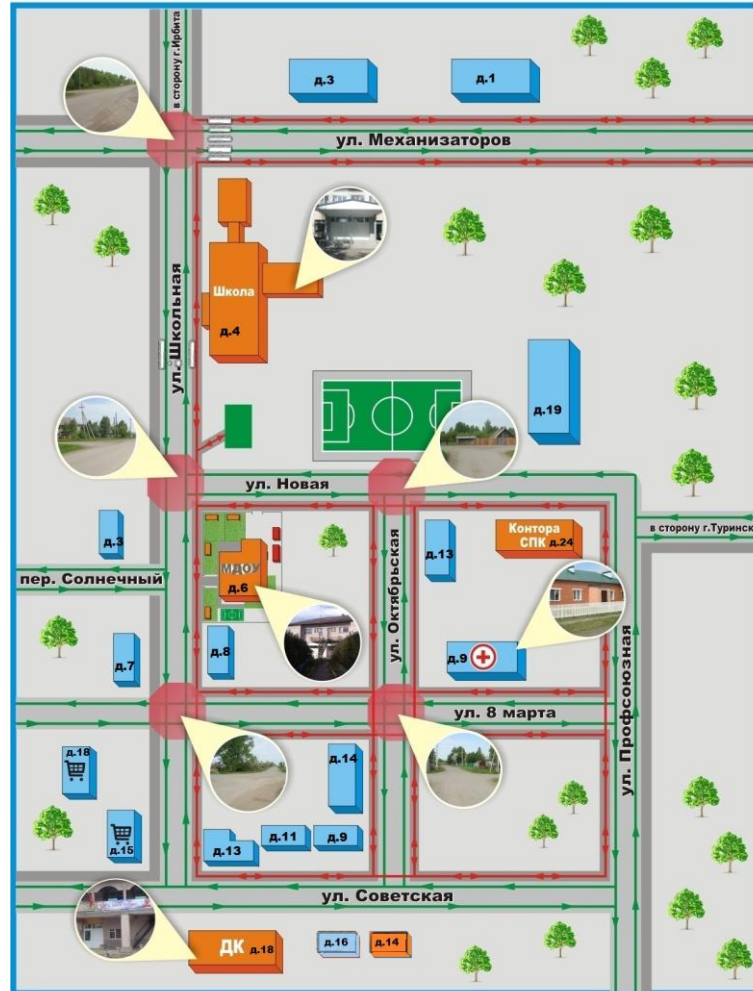 в сторону г.Ирбита
д.3
д.1
ул. Механизаторов
ул. Школьная
Школа
д.4
д.19
ул. Новая
в сторону г.Туринск
д.3
МДОУ
д.6
ул. Октябрьская
д.13
Контора
СПК д.24
пер. Солнечный
д.7
д.8
д.9
ул. Профсоюзная
ул. 8 марта
д.18
д.15
д.14
д.13
д.11
д.9
ул. Советская
ДК д.18
д.16
д.14